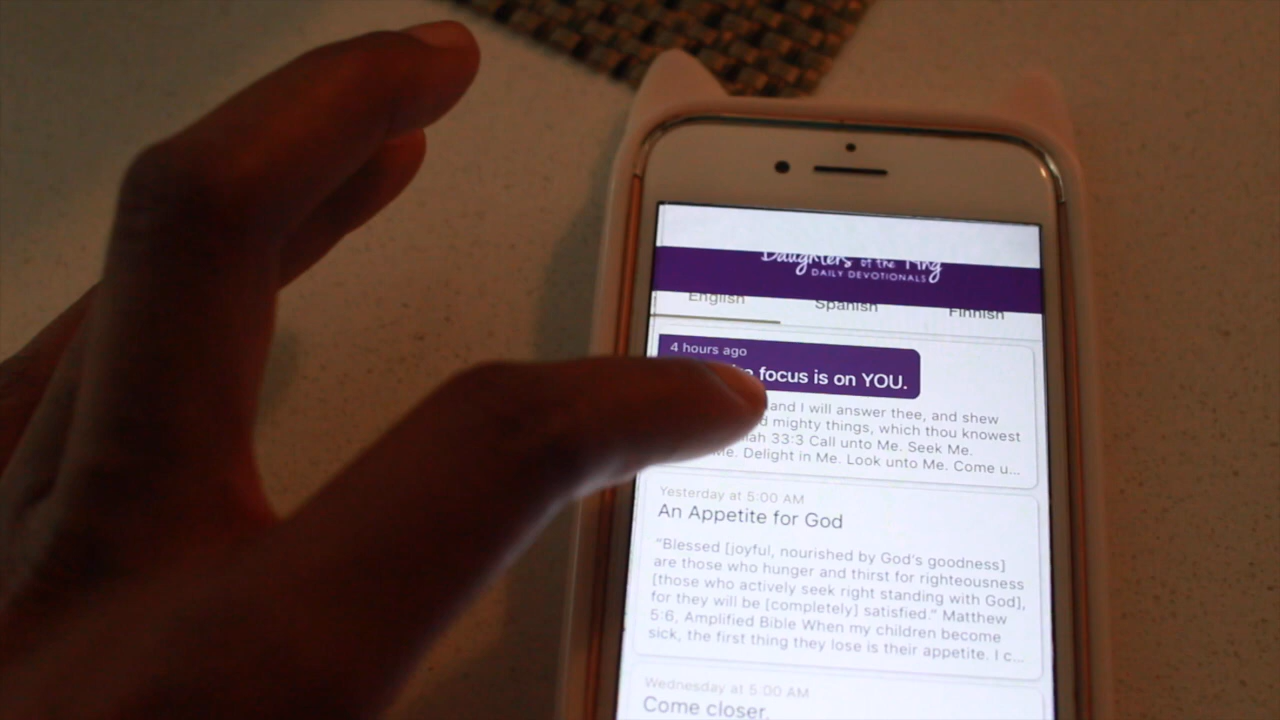 Daughters OF THE King
DAILY DEVOTIONALS
English Spanish Finnish
4 hours ago
focus is on YOU.
and I will answer thee, and shew
mighty things, which thou knowest
33:3 Call unto Me. Seek Me.
Me. Delight in Me. Look unto Me. Come u...
Yesterday at 5:00 AM
An Appetite for God
“Blessed [joyful, nourished by God's goodness]
are those who hunger and thirst for righteousness
[those who actively seek right standing with God],
for they will be [completely] satisfied.” Matthew
5:6, Amplified Bible When my children become
sick, the first thing they lose is their appetite. I c...
Wednesday at 5:00 AM
Come closer.